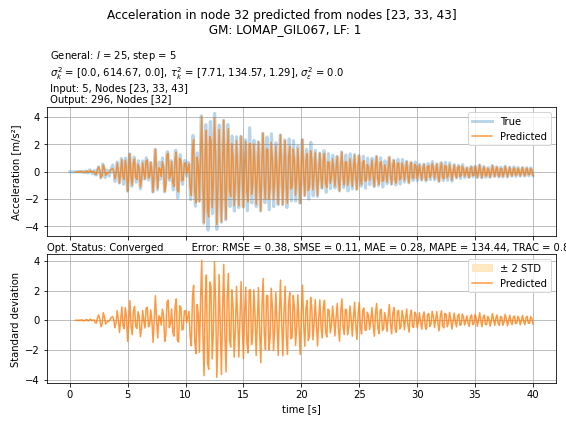 Acceleration in node 32 predicted from nodes [23, 33, 43]
GM: LOMAP_GIL067, LF: 1
General: l = 25, step = 5
σ²ₖ = [0.0, 614.67, 0.0], τ²ₖ = [7.71, 134.57, 1.29], σ²ε = 0.0
Input: 5, Nodes [23, 33, 43]
Output: 296, Nodes [32]
4
2
0
−2
−4
Acceleration [m/s²]
True
Predicted
Opt. Status: Converged Error: RMSE = 0.38, SMSE = 0.11, MAE = 0.28, MAPE = 134.44, TRAC = 0.8
4
2
0
−2
−4
Standard deviation
± 2 STD
Predicted
0 5 10 15 20 25 30 35 40
time [s]